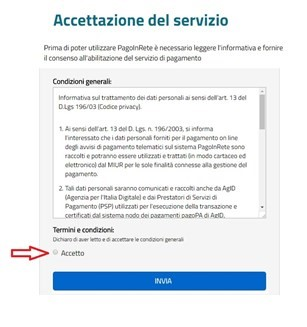 Accettazione del servizio
Prima di poter utilizzare PagoInRete è necessario leggere l'informativa e fornire
il consenso all'abilitazione del servizio di pagamento
Condizioni generali:
Informativa sul trattamento dei dati personali ai sensi dell'art. 13 del
D.Lgs 196/03 (Codice privacy).
1. Ai sensi dell'art. 13 del D. Lgs. n. 196/2003, si informa
l'interessato che i dati personali forniti per il pagamento on line
degli avvisi di pagamento telematici sul sistema PagoInRete sono
raccolti e potranno essere utilizzati e trattati (in modo cartaceo ed
elettronico) dal MIUR per le sole finalità connesse alla gestione del
pagamento.
2. Tali dati personali saranno comunicati e raccolti anche da AgID
(Agenzia per l'Italia Digitale) e dai Prestatori di Servizi di
Pagamento (PSP) utilizzati per l'esecuzione della transazione e
certificati dal sistema nodo dei pagamenti pagoPA di AgID.
Termini e condizioni:
Dichiaro di aver letto e di accettare le condizioni generali
Accetto
INVIA